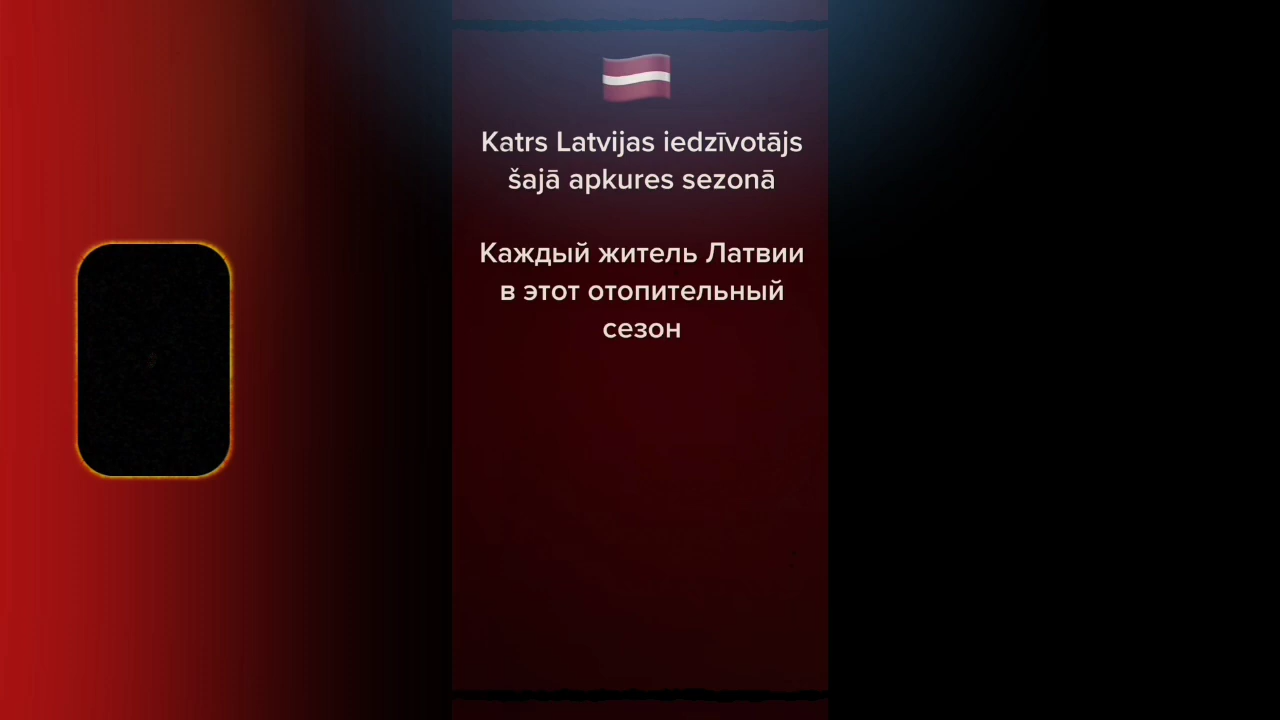 Katrs Latvijas iedzīvotājs
šajā apkures sezonā
Каждый житель Латвии
в этот отопительный
сезон